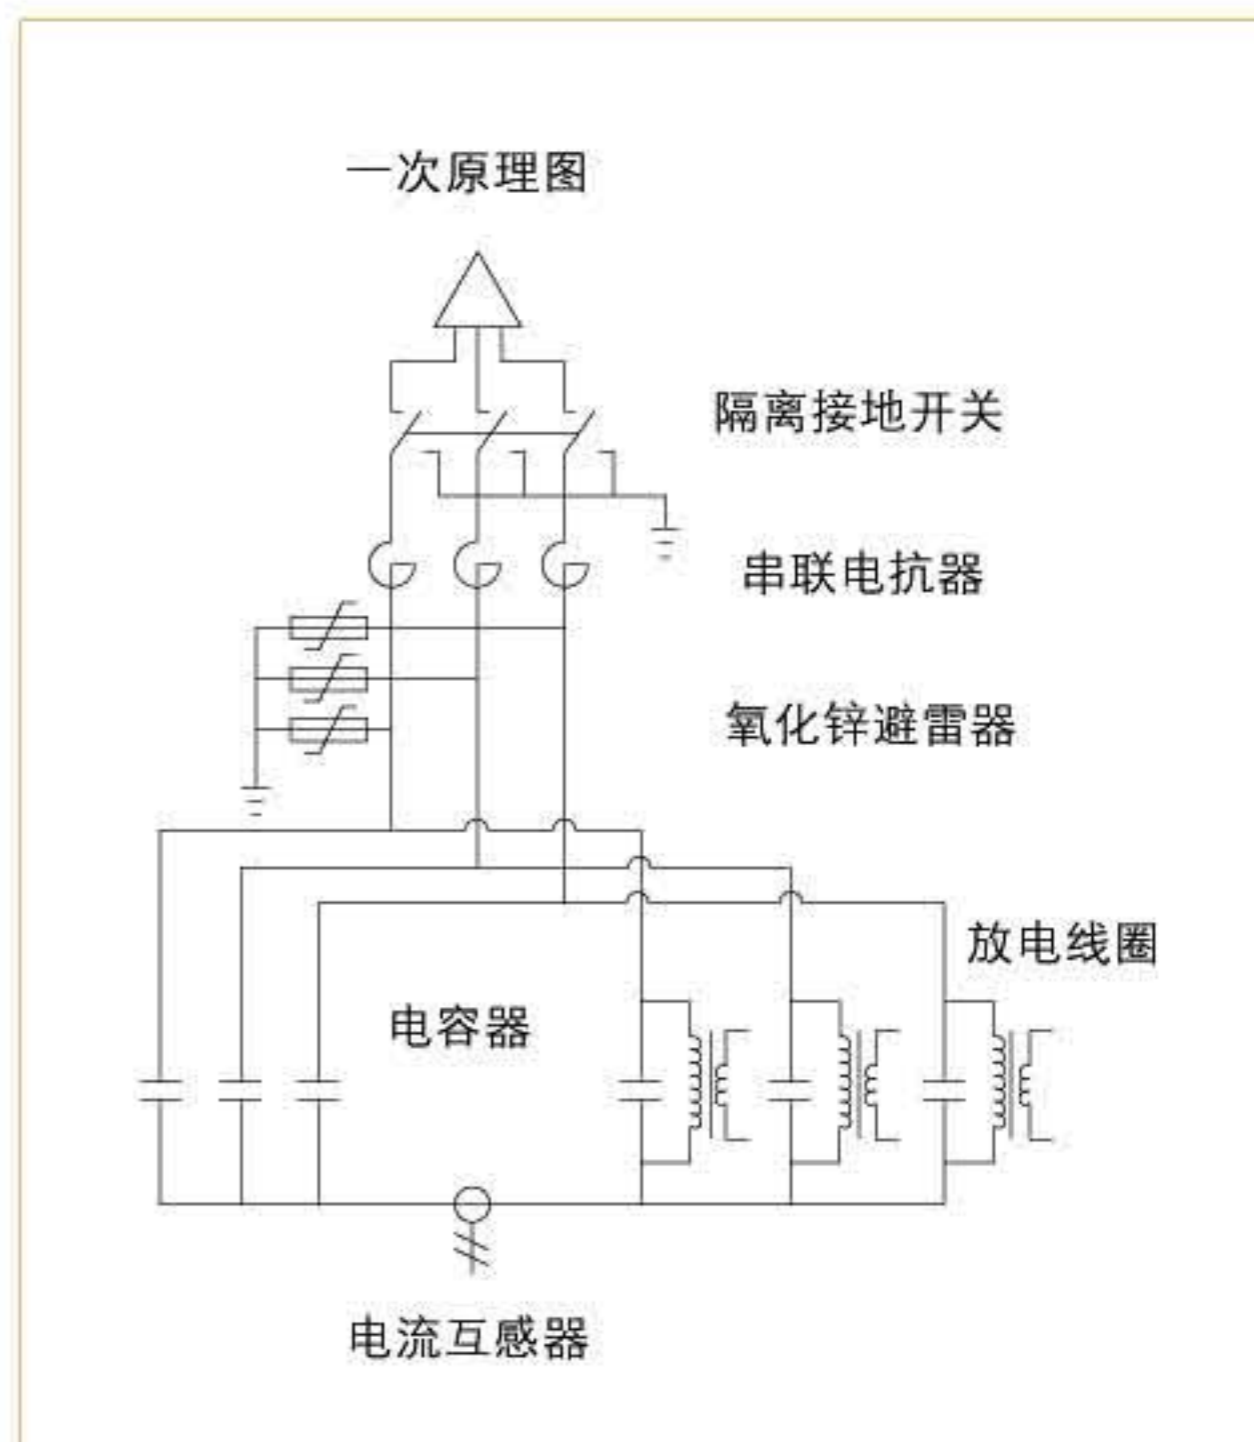 一次原理图
隔离接地开关
串联电抗器
氧化锌避雷器
放电线圈
电容器
电流互感器